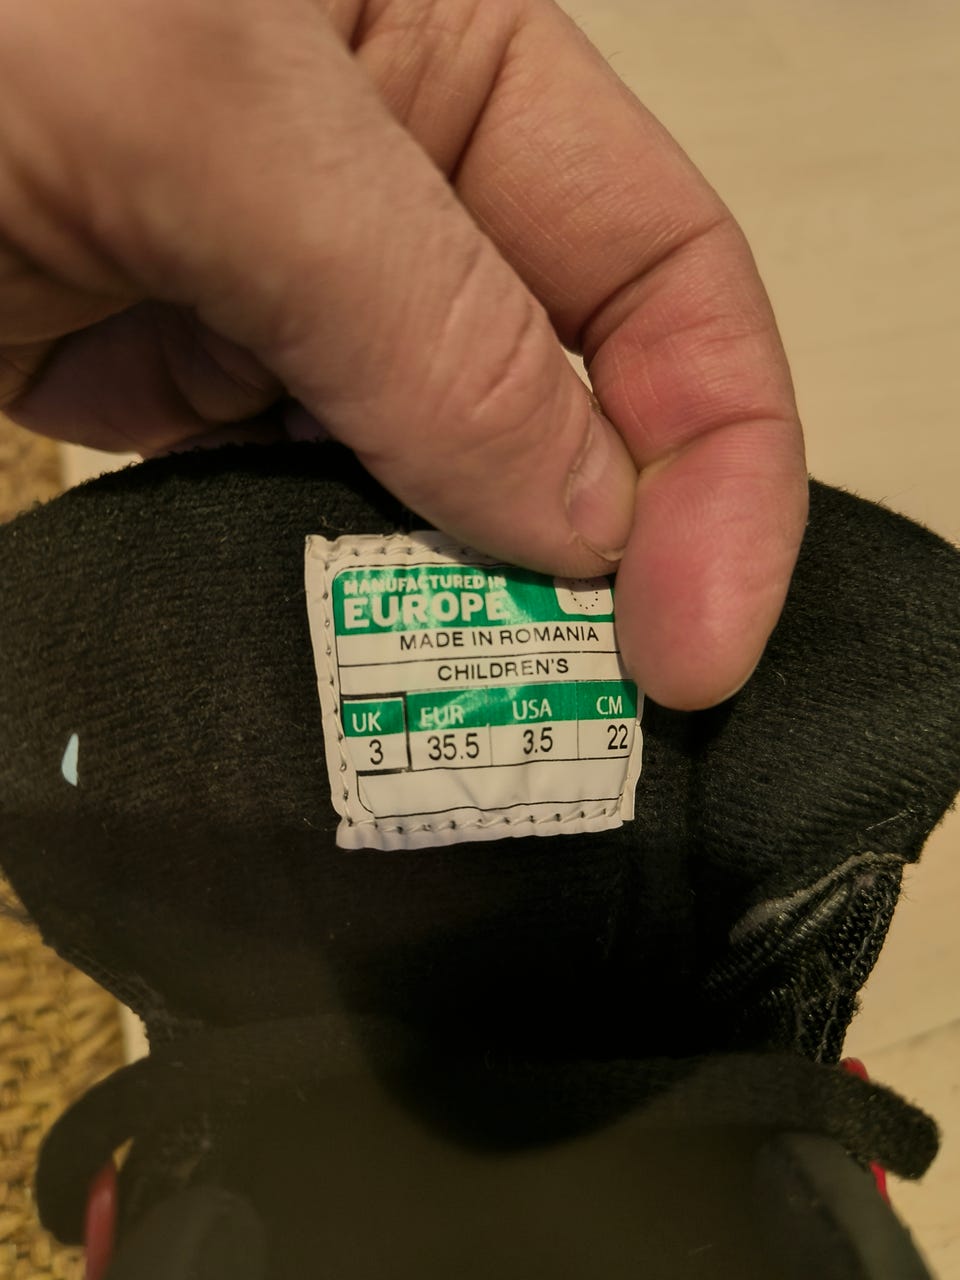 MANUFACTURED IN
EUROPE
MADE IN ROMANIA
CHILDREN'S
UK EUR USA CM
3 35.5 3.5 22